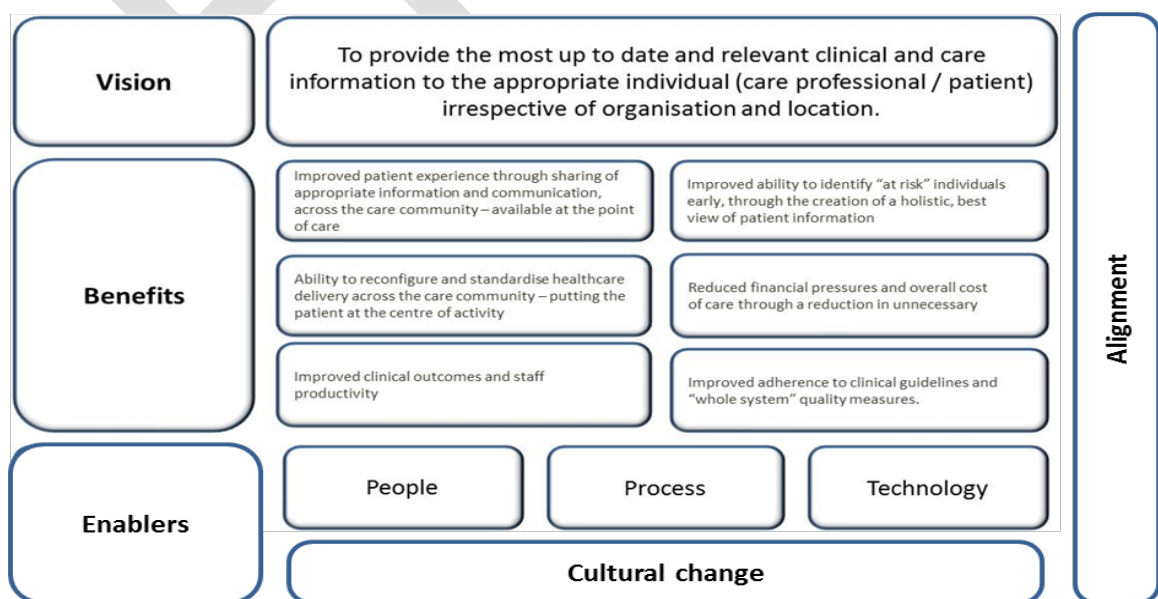 Vision
To provide the most up to date and relevant clinical and care
information to the appropriate individual (care professional / patient)
irrespective of organisation and location.
Benefits
Improved patient experience through sharing of
appropriate information and communication,
across the care community – available at the point
of care
Improved ability to identify “at risk” individuals
early, through the creation of a holistic, best
view of patient information
Ability to reconfigure and standardise healthcare
delivery across the care community – putting the
patient at the centre of activity
Reduced financial pressures and overall cost
of care through a reduction in unnecessary
Improved clinical outcomes and staff
productivity
Improved adherence to clinical guidelines and
“whole system” quality measures.
Enablers
People
Process
Technology
Cultural change
Alignment